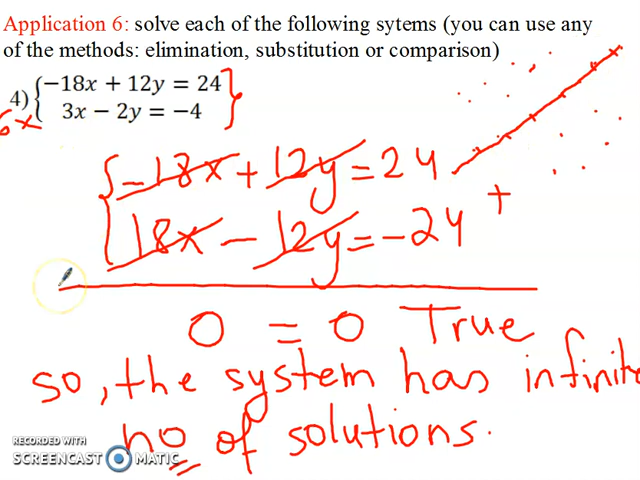 Application 6: solve each of the following sytems (you can use any
of the methods: elimination, substitution or comparison)
4) {−18x + 12y = 24
3x − 2y = −4 }
6x
{−18x + 12y = 24
18x − 12y = −24 +
0 = 0 True
so, the system has infinite
no of solutions.
RECORDED WITH
SCREENCAST MATIC